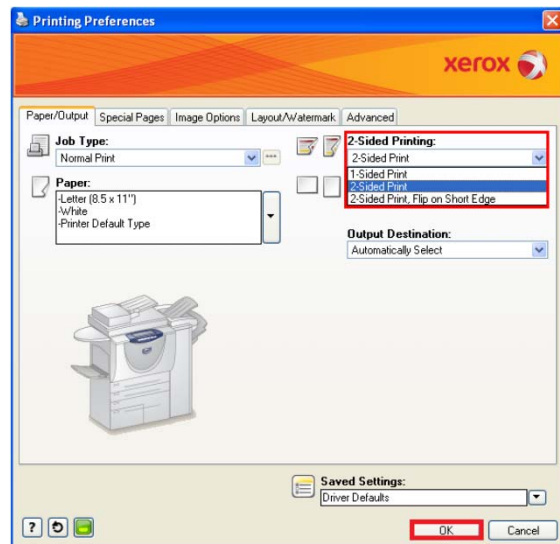 Printing Preferences
xerox
Paper/Output Special Pages Image Options Layout/Watermark Advanced
Job Type:
Normal Print
Paper:
-Letter (8.5 x 11")
-White
-Printer Default Type
2-Sided Printing:
2-Sided Print
1-Sided Print
2-Sided Print
2-Sided Print, Flip on Short Edge
Output Destination:
Automatically Select
Saved Settings:
Driver Defaults
?
OK Cancel